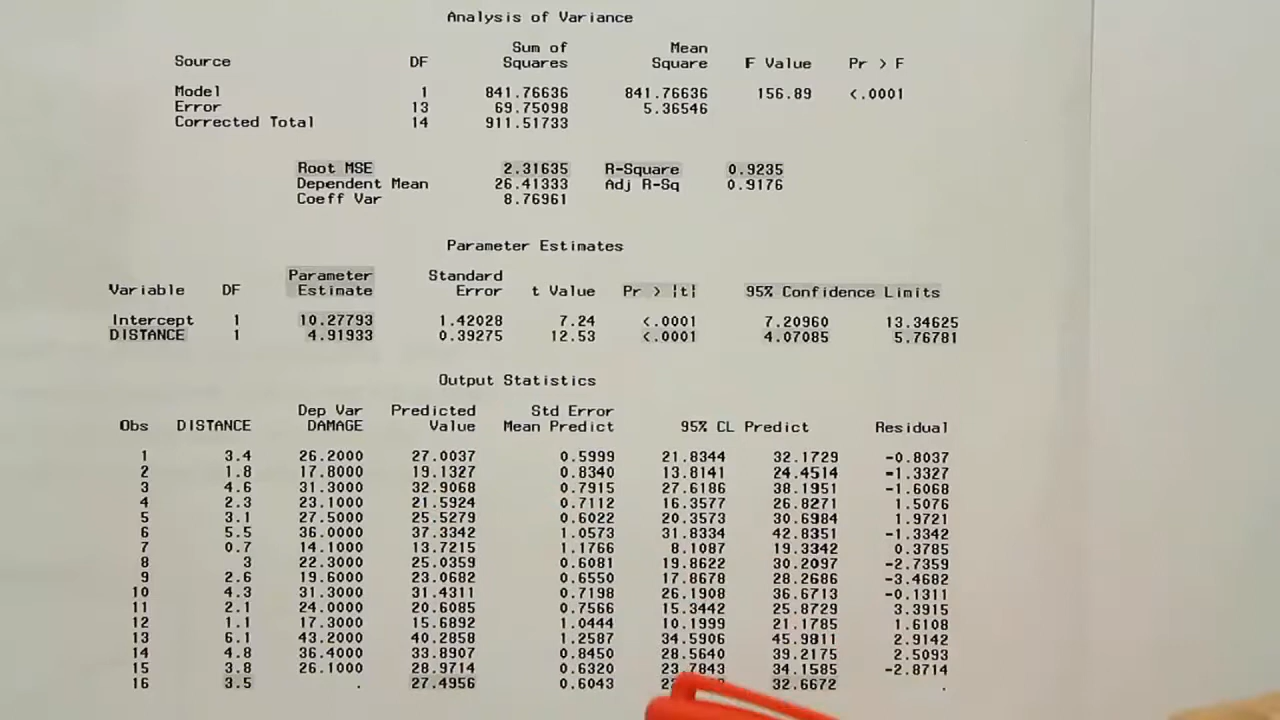 Analysis of Variance
Sum of Mean
Source DF Squares Square F Value Pr > F
Model 1 841.76636 841.76636 156.89 <.0001
Error 13 69.75098 5.36546
Corrected Total 14 911.51733
Root MSE 2.31635 R-Square 0.9235
Dependent Mean 26.41333 Adj R-Sq 0.9176
Coeff Var 8.76961
Parameter Estimates
Parameter Standard
Variable DF Estimate Error t Value Pr > |t| 95% Confidence Limits
Intercept 1 10.27793 1.42028 7.24 <.0001 7.20960 13.34625
DISTANCE 1 4.91933 0.39275 12.53 <.0001 4.07085 5.76781
Output Statistics
Dep Var Predicted Std Error
Obs DISTANCE DAMAGE Value Mean Predict 95% CL Predict Residual
1 3.4 26.2000 27.0037 0.5999 21.8344 32.1729 -0.8037
2 1.8 17.8000 19.1327 0.8340 13.8141 24.4514 -1.3327
3 4.6 31.3000 32.9068 0.7915 27.6186 38.1951 -1.6068
4 2.3 23.1000 21.5924 0.7112 16.3577 26.8271 1.5076
5 3.1 27.5000 25.5279 0.6022 20.3573 30.6984 1.9721
6 5.5 36.0000 37.3342 1.0573 31.8334 42.8351 -1.3342
7 0.7 14.1000 13.7215 1.1766 8.1087 19.3342 0.3785
8 3 22.3000 25.0359 0.6081 19.8622 30.2097 -2.7359
9 2.6 19.6000 23.0682 0.6550 17.8678 28.2686 -3.4682
10 4.3 31.3000 31.4311 0.7198 26.1908 36.6713 -0.1311
11 2.1 24.0000 20.6085 0.7566 15.3442 25.8729 3.3915
12 1.1 17.3000 15.6892 1.0444 10.1999 21.1785 1.6108
13 6.1 43.2000 40.2858 1.2587 34.5906 45.9811 2.9142
14 4.8 36.4000 33.8907 0.8450 28.5640 39.2175 2.5093
15 3.8 26.1000 28.9714 0.6320 23.7843 34.1585 -2.8714
16 3.5 . 27.4956 0.6043 32.6672 .